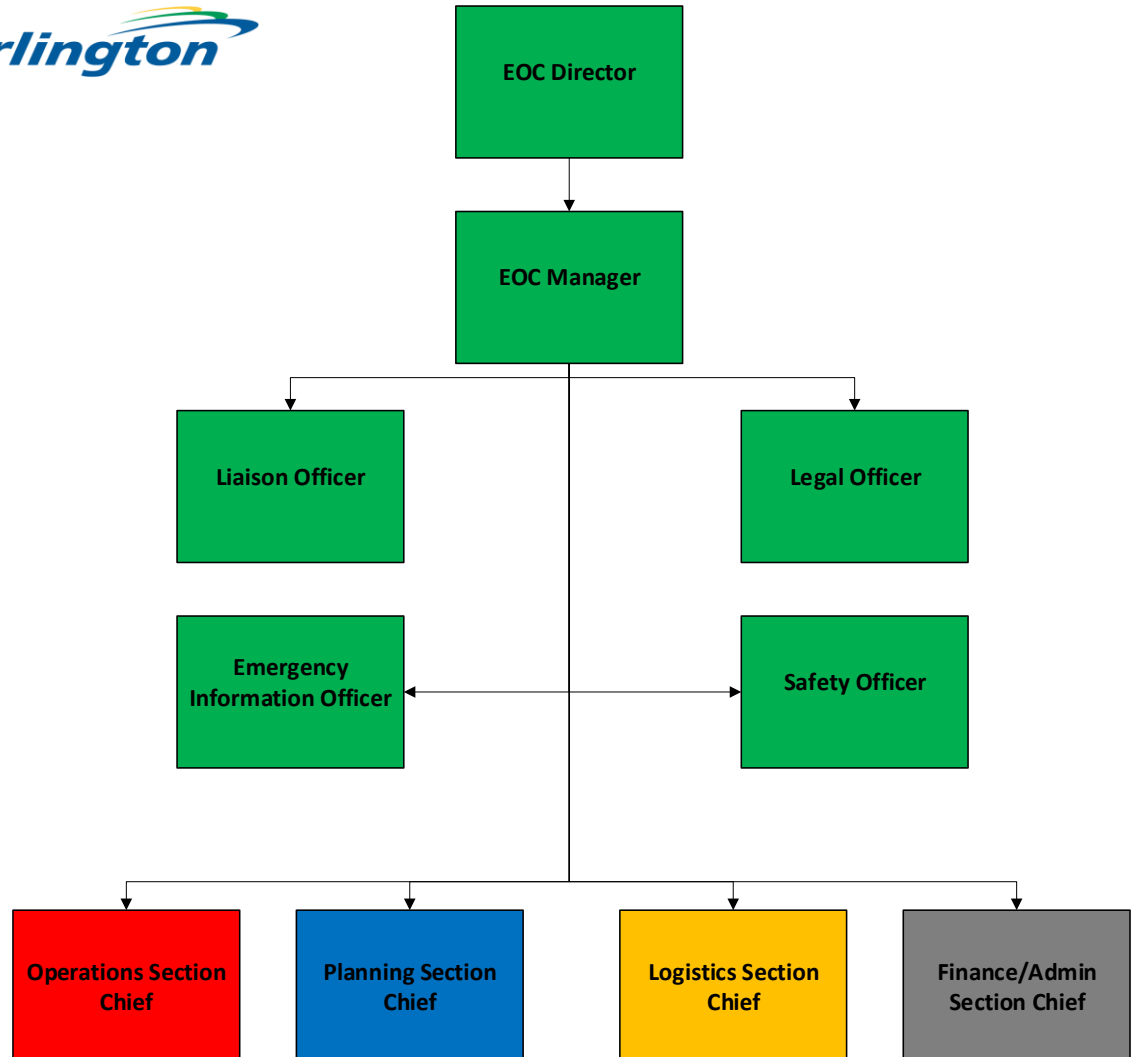 rlington
EOC Director
EOC Manager
Liaison Officer
Legal Officer
Emergency
Information Officer
Safety Officer
Operations Section
Chief
Planning Section
Chief
Logistics Section
Chief
Finance/Admin
Section Chief